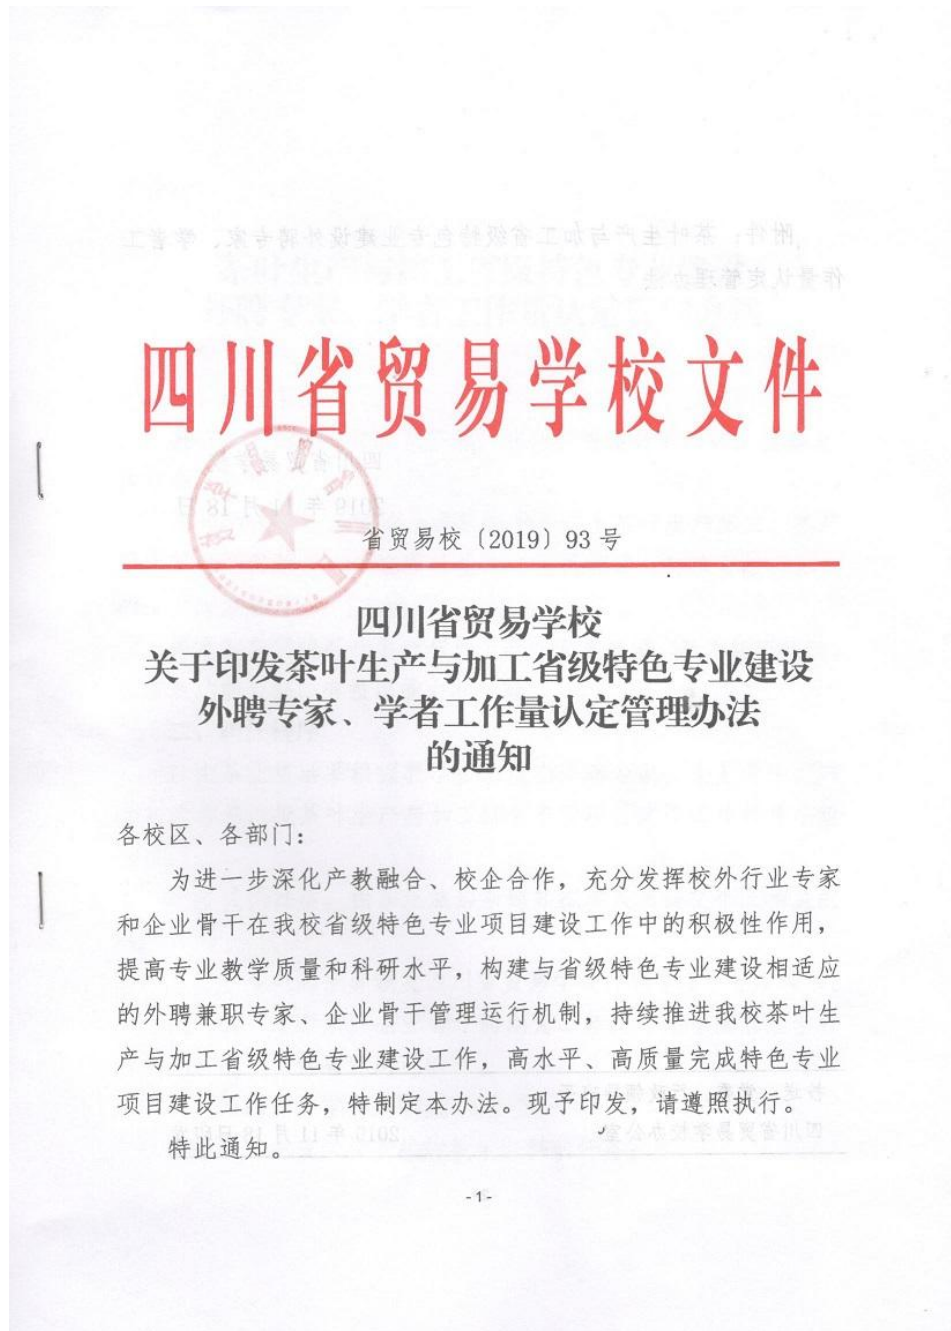 四川省贸易学校文件
省贸易校〔2019〕93号
四川省贸易学校
关于印发茶叶生产与加工省级特色专业建设
外聘专家、学者工作量认定管理办法
的通知
各校区、各部门：
为进一步深化产教融合、校企合作，充分发挥校外行业专家
和企业骨干在我校省级特色专业项目建设工作中的积极性作用，
提高专业教学质量和科研水平，构建与省级特色专业建设相适应
的外聘兼职专家、企业骨干管理运行机制，持续推进我校茶叶生
产与加工省级特色专业建设工作，高水平、高质量完成特色专业
项目建设工作任务，特制定本办法。现予印发，请遵照执行。
特此通知。
-1-